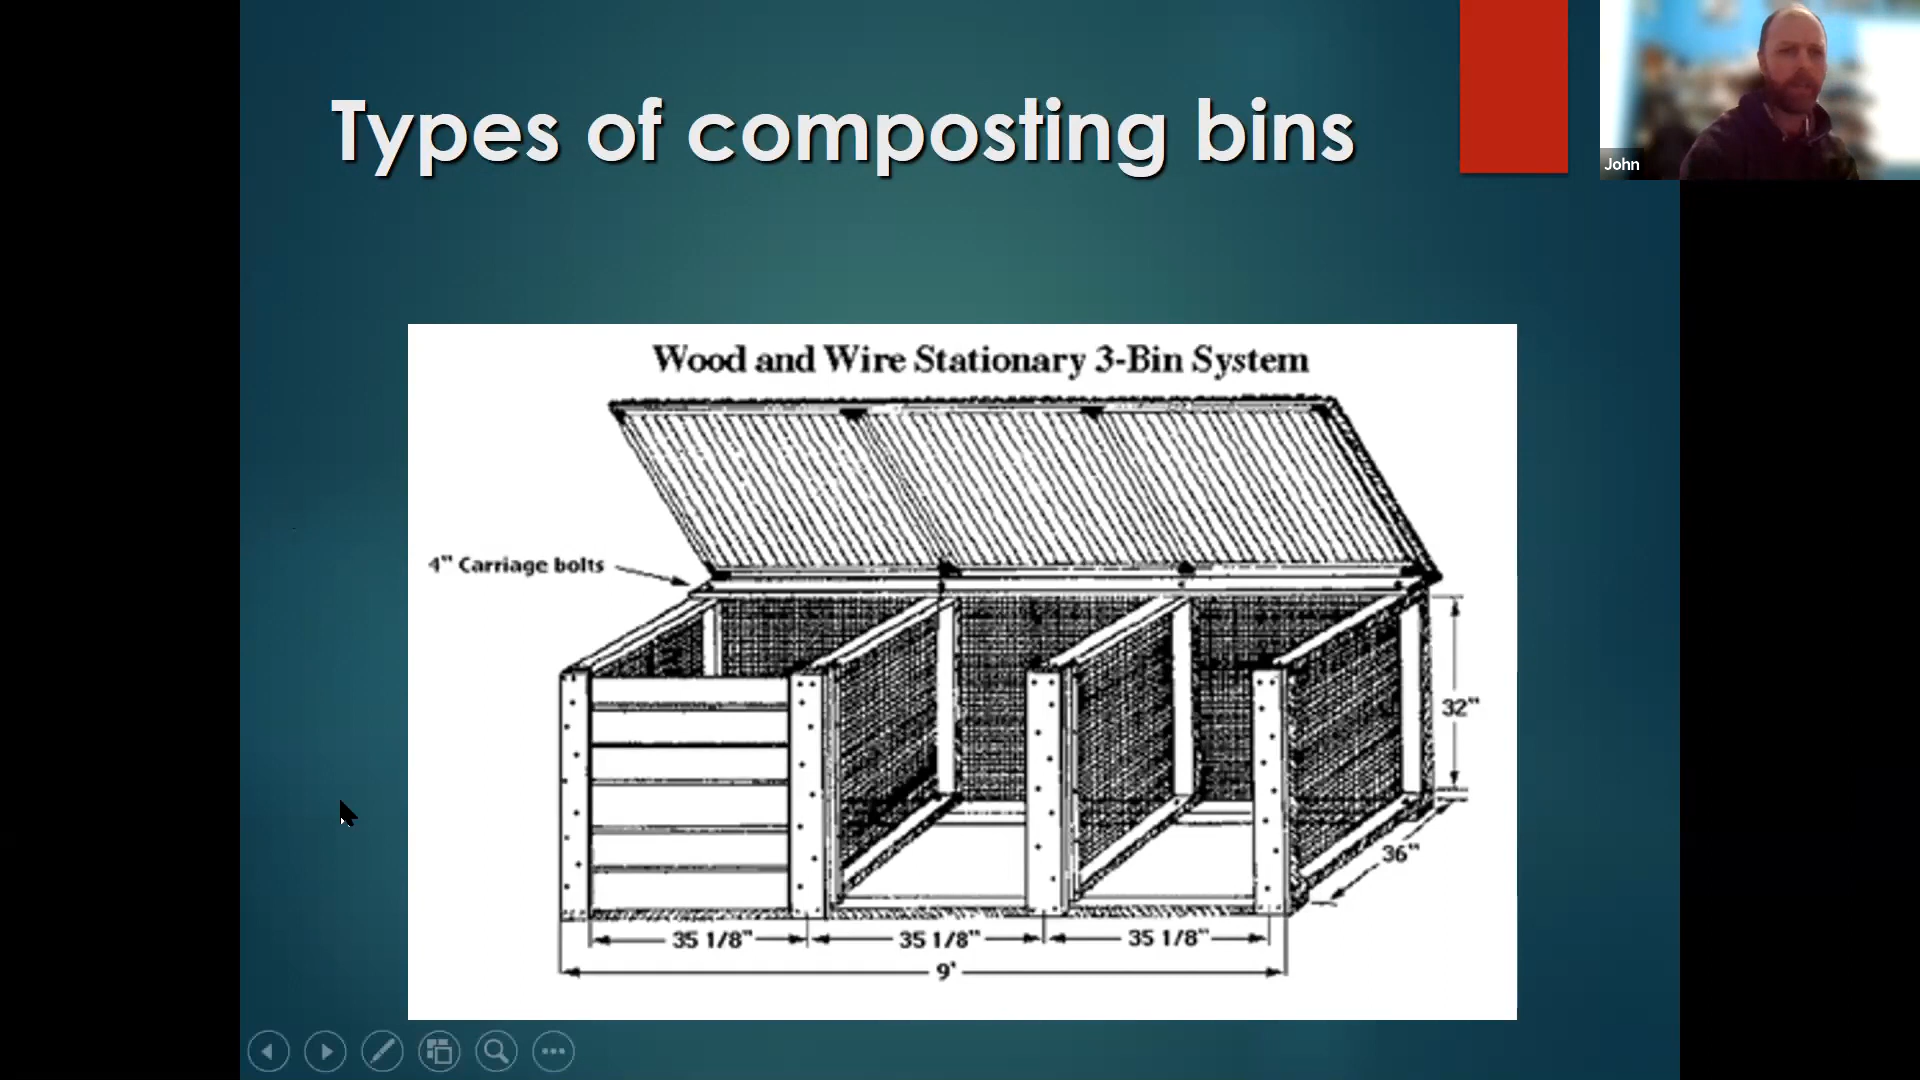 Types of composting bins
John
Wood and Wire Stationary 3-Bin System
4" Carriage bolts
32"
36"
35 1/8"
35 1/8"
35 1/8"
9'